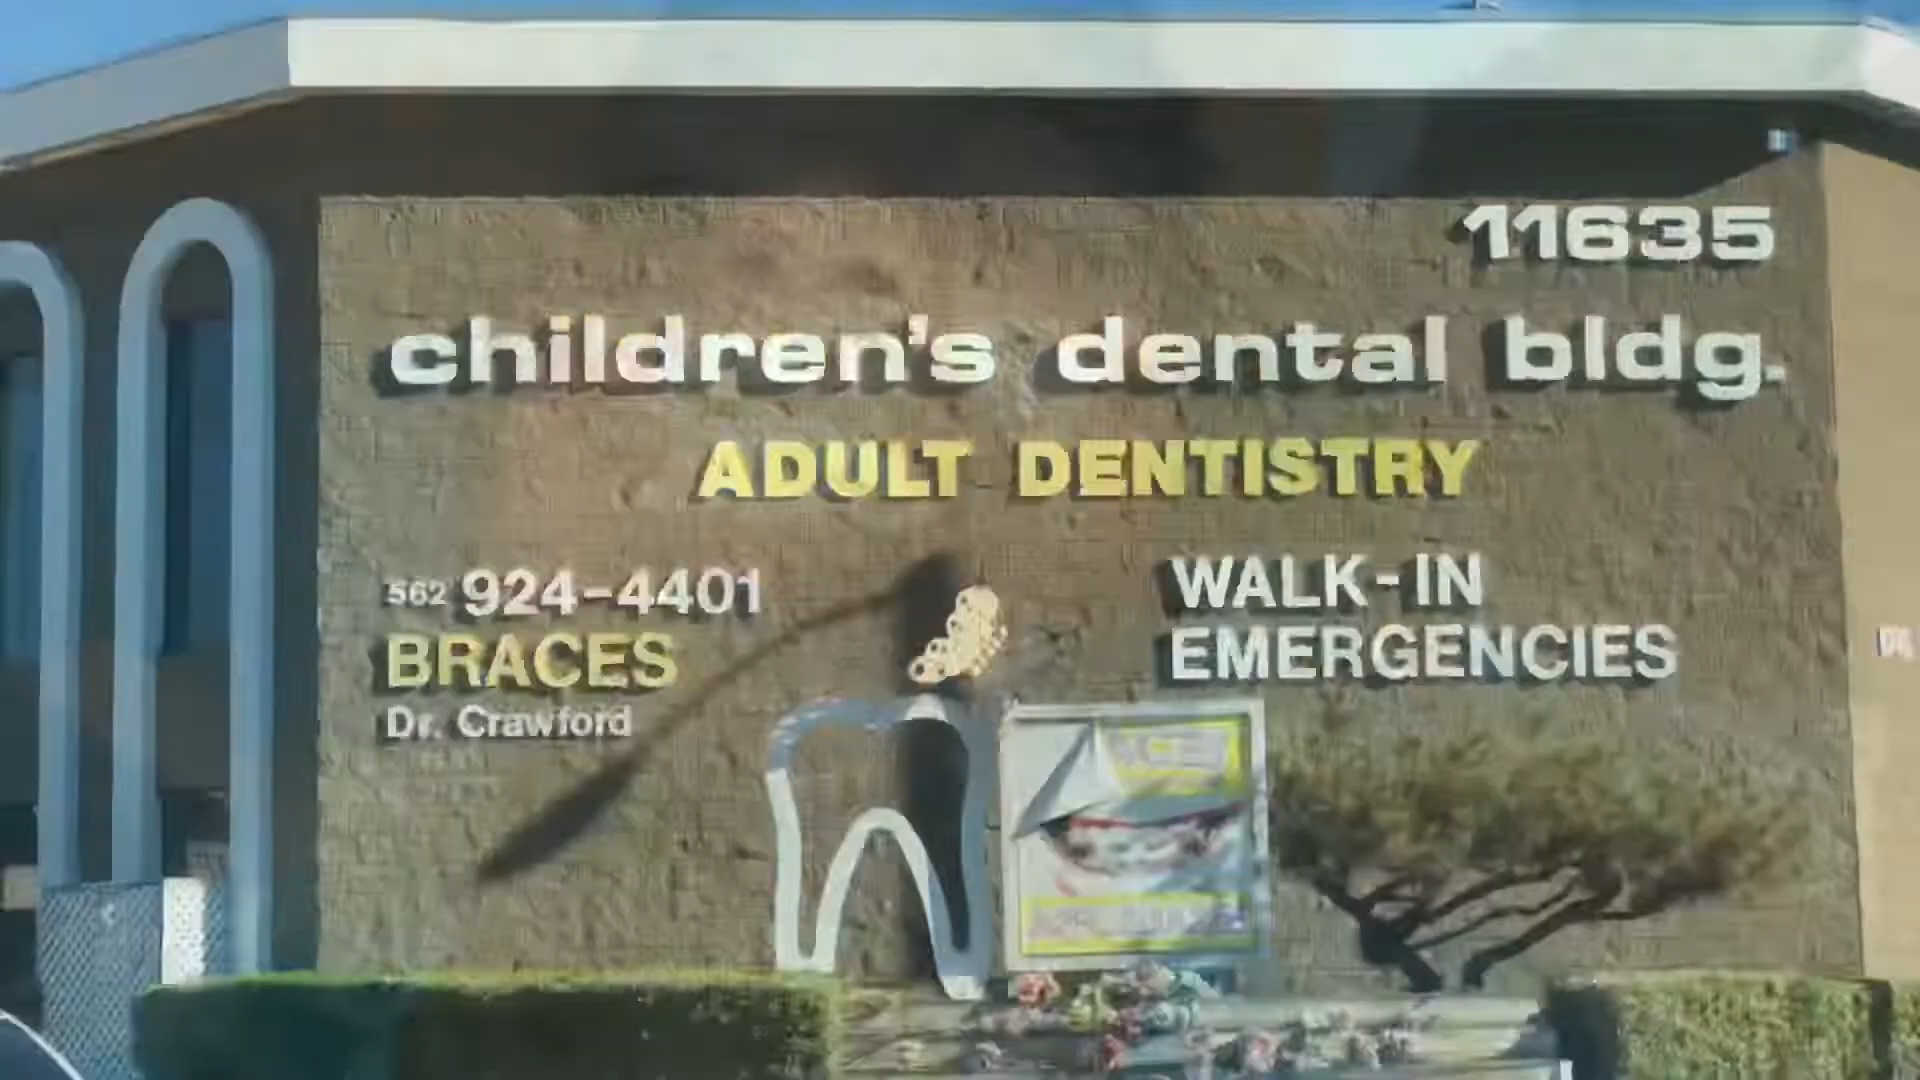 11635
children's dental bldg.
ADULT DENTISTRY
562 924-4401
BRACES
Dr. Crawford
WALK-IN
EMERGENCIES